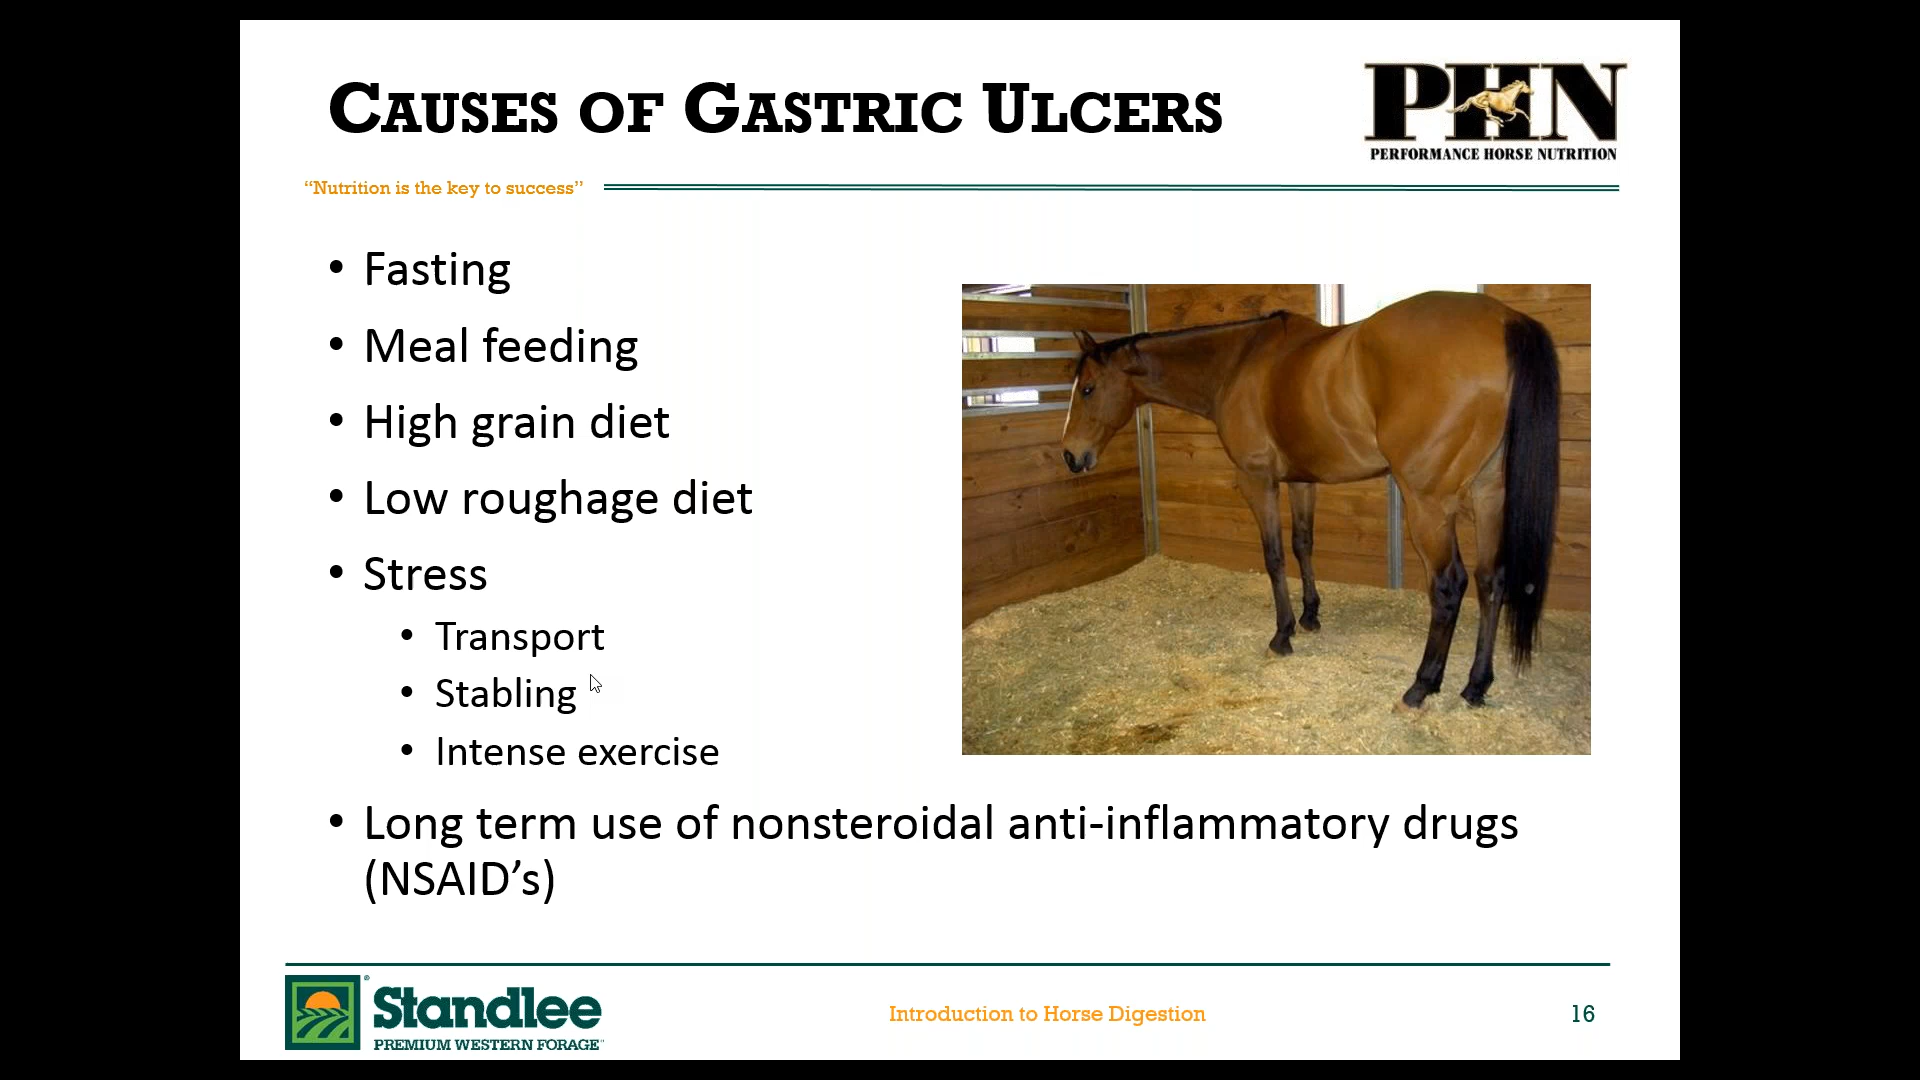 CAUSES OF GASTRIC ULCERS
PHN
PERFORMANCE HORSE NUTRITION
“Nutrition is the key to success”
• Fasting
• Meal feeding
• High grain diet
• Low roughage diet
• Stress
• Transport
• Stabling
• Intense exercise
• Long term use of nonsteroidal anti-inflammatory drugs
(NSAID’s)
Standlee®
PREMIUM WESTERN FORAGE™
Introduction to Horse Digestion
16